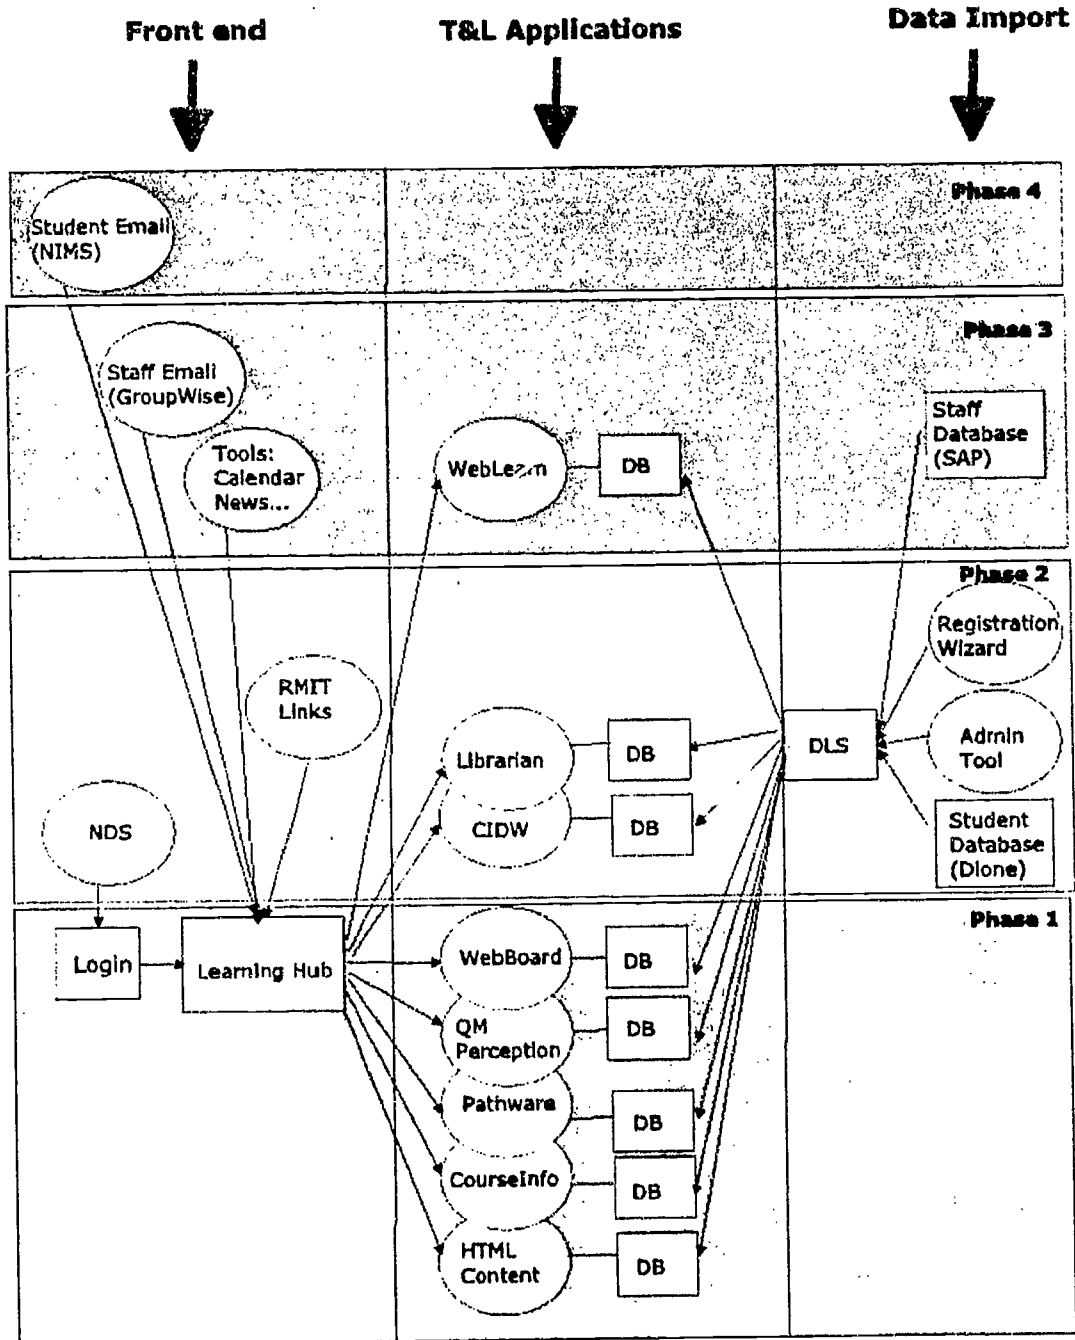 Front end
T&L Applications
Data Import
Phase 4
Student Email
(NIMS)
Phase 3
Staff Email
(GroupWise)
Tools:
Calendar
News...
WebLearn
DB
Staff
Database
(SAP)
Phase 2
Registration
Wizard
RMIT
Links
Librarian
DB
DLS
Admin
Tool
NDS
CIDW
DB
Student
Database
(Dione)
Phase 1
Login
Learning Hub
WebBoard
DB
QM
Perception
DB
Pathware
DB
CourseInfo
DB
HTML
Content
DB